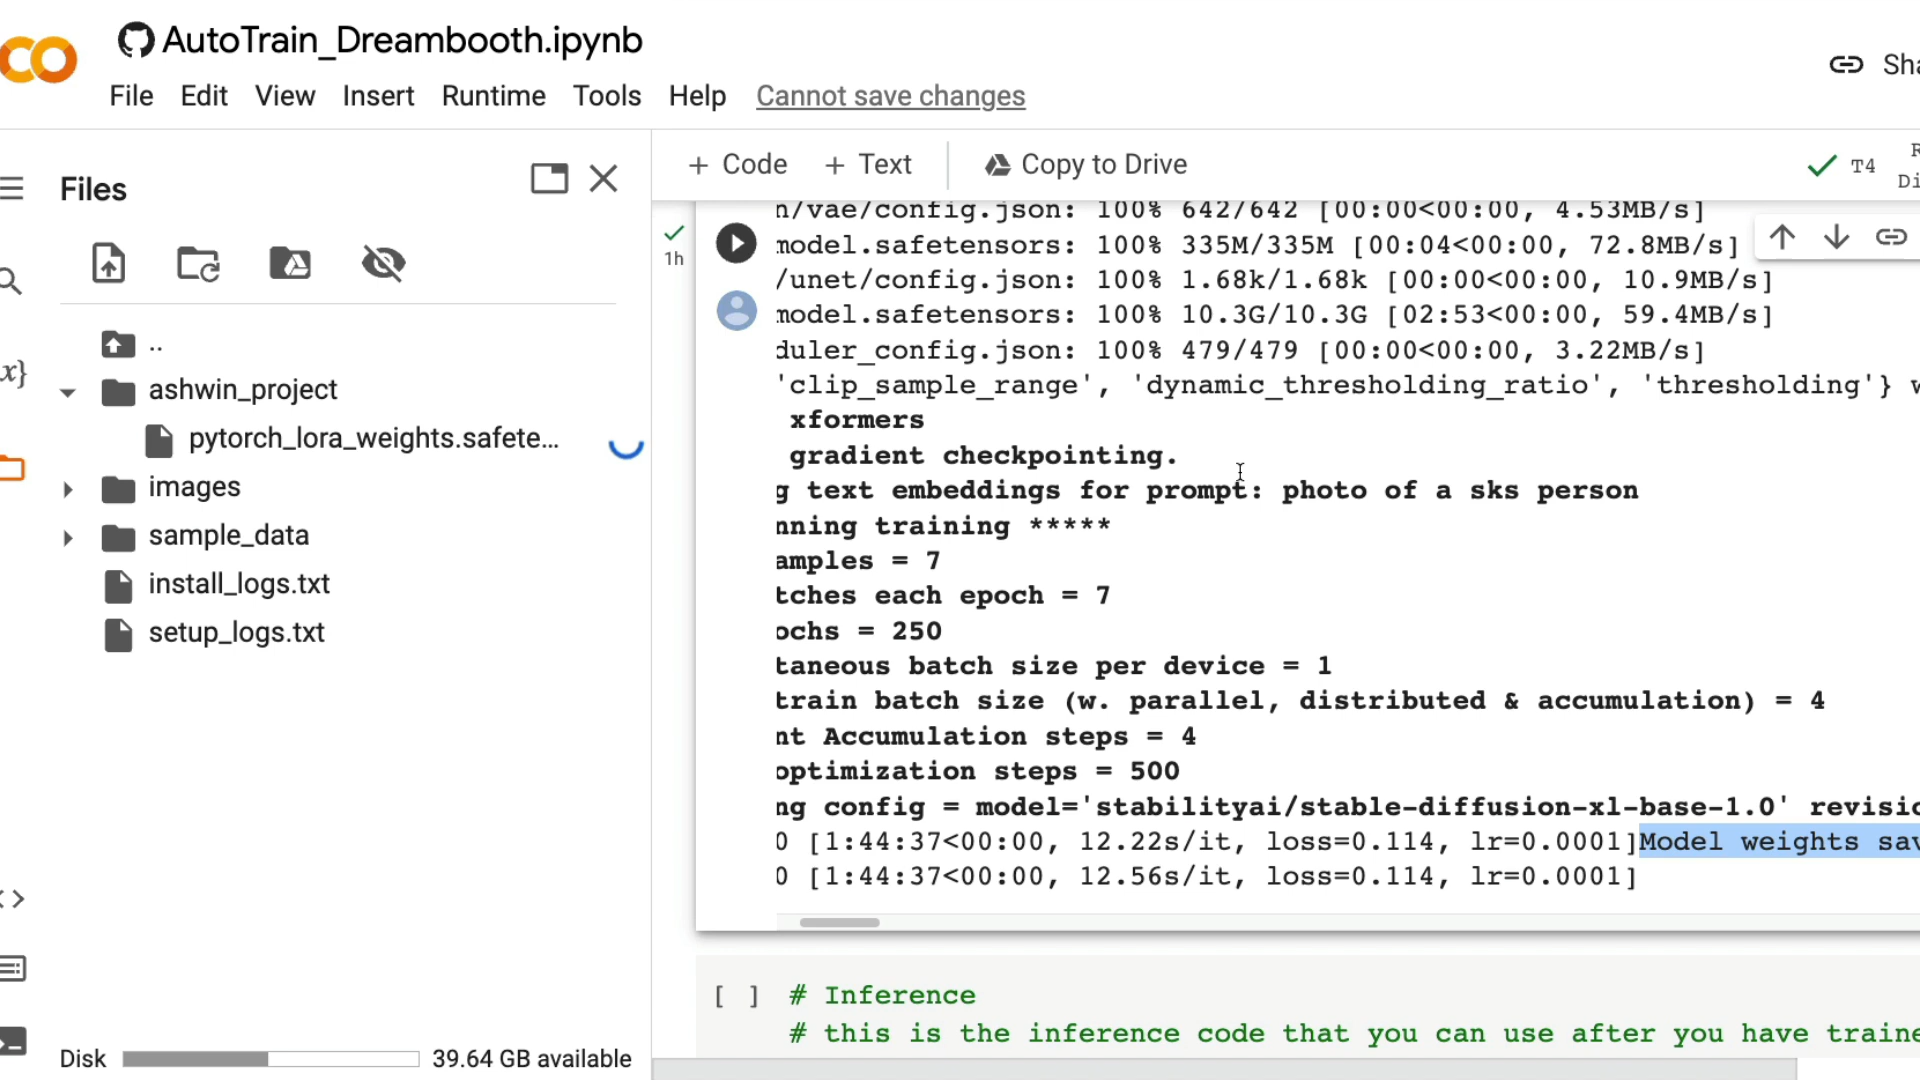 AutoTrain_Dreambooth.ipynb
File Edit View Insert Runtime Tools Help Cannot save changes
Files
..
ashwin_project
pytorch_lora_weights.safete...
images
sample_data
install_logs.txt
setup_logs.txt
Disk 39.64 GB available
+ Code + Text Copy to Drive
T4
1h
n/vae/config.json: 100% 642/642 [00:00<00:00, 4.53MB/s]
model.safetensors: 100% 335M/335M [00:04<00:00, 72.8MB/s]
/unet/config.json: 100% 1.68k/1.68k [00:00<00:00, 10.9MB/s]
model.safetensors: 100% 10.3G/10.3G [02:53<00:00, 59.4MB/s]
duler_config.json: 100% 479/479 [00:00<00:00, 3.22MB/s]
'clip_sample_range', 'dynamic_thresholding_ratio', 'thresholding'} w
xformers
gradient checkpointing.
g text embeddings for prompt: photo of a sks person
nning training *****
amples = 7
tches each epoch = 7
ochs = 250
taneous batch size per device = 1
train batch size (w. parallel, distributed & accumulation) = 4
nt Accumulation steps = 4
optimization steps = 500
ng config = model='stabilityai/stable-diffusion-xl-base-1.0' revisio
0 [1:44:37<00:00, 12.22s/it, loss=0.114, lr=0.0001]Model weights sav
0 [1:44:37<00:00, 12.56s/it, loss=0.114, lr=0.0001]
[ ] # Inference
# this is the inference code that you can use after you have traine